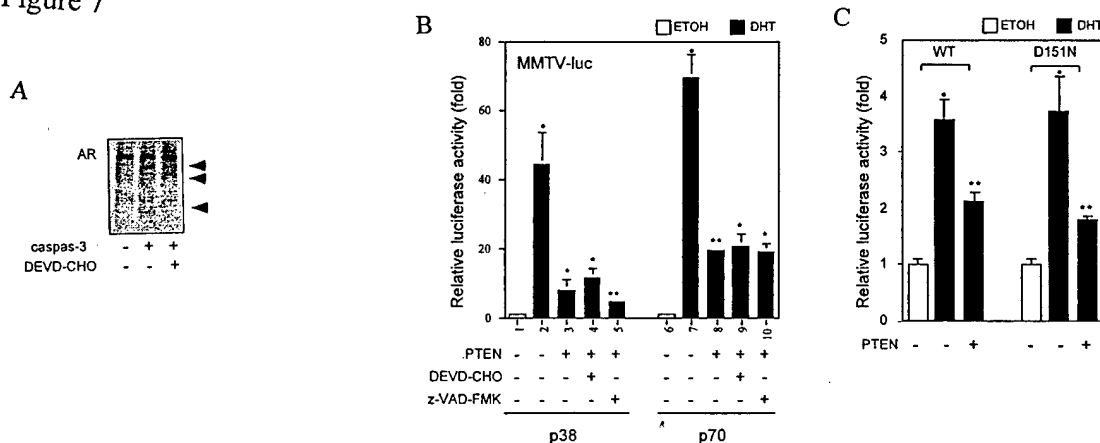 Figure 7
A
AR
caspas-3 - + +
DEVD-CHO - - +
B
ETOH DHT
MMTV-luc
Relative luciferase activity (fold)
80
60
40
20
0
* * * ** * ** * *
1 2 3 4 5 6 7 8 9 10
PTEN - - + + + - - + + +
DEVD-CHO - - - + - - - - + -
z-VAD-FMK - - - - + - - - - +
p38 p70
C
ETOH DHT
WT D151N
Relative luciferase activity (fold)
5
4
3
2
1
0
* ** * **
PTEN - - + - - +